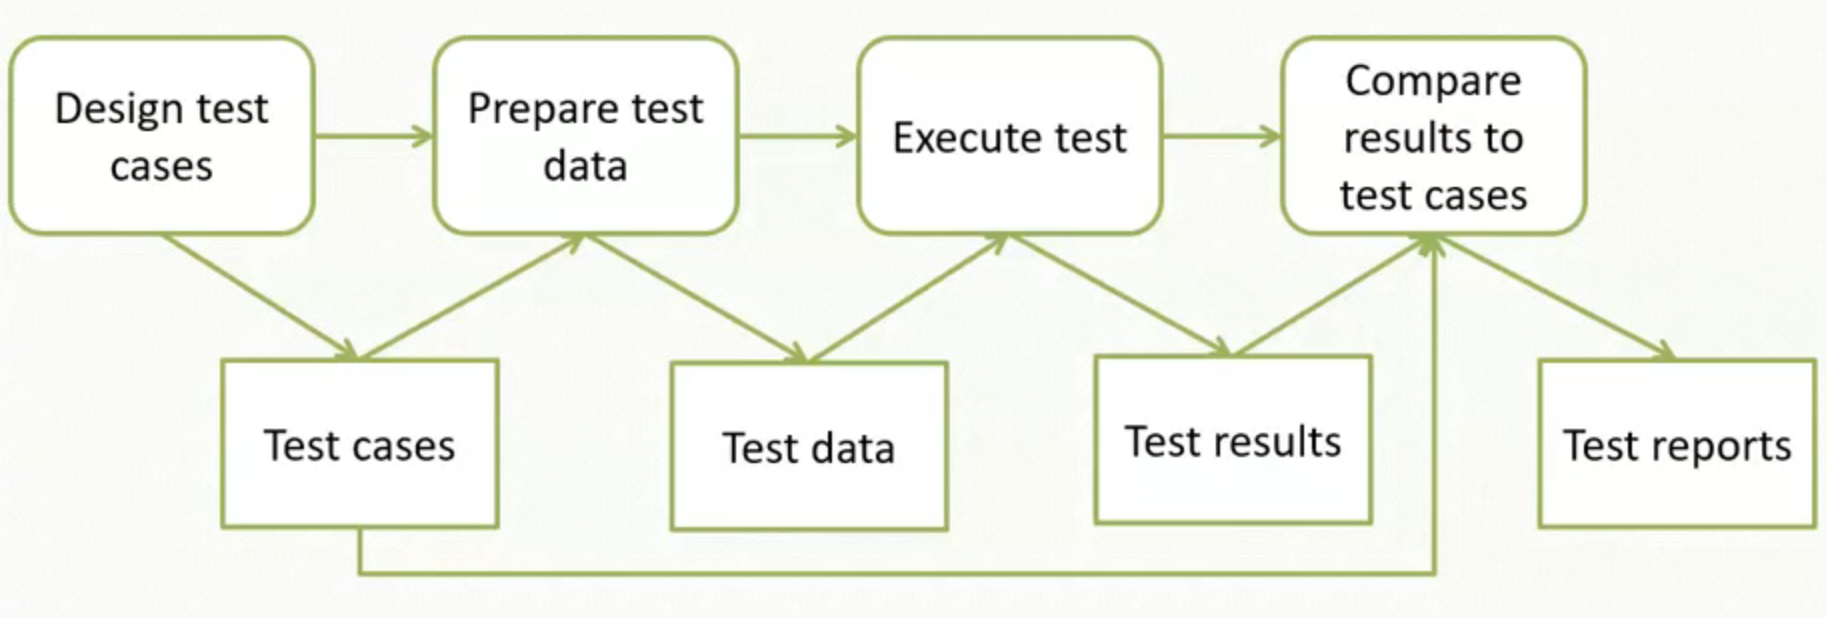 Design test
cases
Prepare test
data
Execute test
Compare
results to
test cases
Test cases
Test data
Test results
Test reports